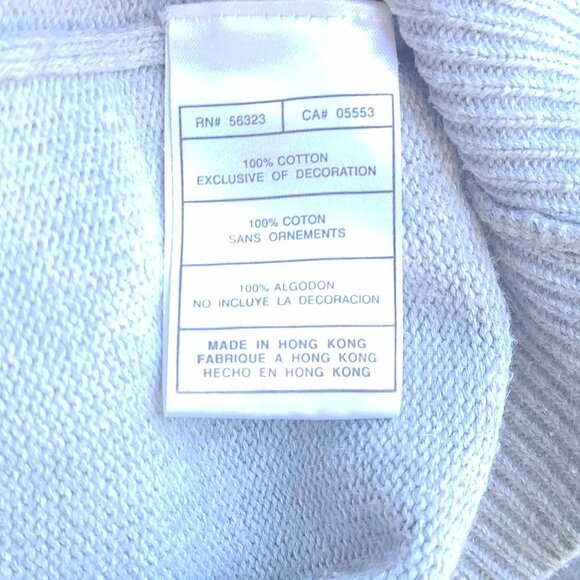 RN# 56323 CA# 05553
100% COTTON
EXCLUSIVE OF DECORATION
100% COTON
SANS ORNEMENTS
100% ALGODON
NO INCLUYE LA DECORACION
MADE IN HONG KONG
FABRIQUE A HONG KONG
HECHO EN HONG KONG